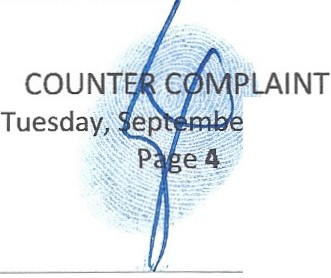 COUNTER COMPLAINT
Tuesday, Septembe
Page 4